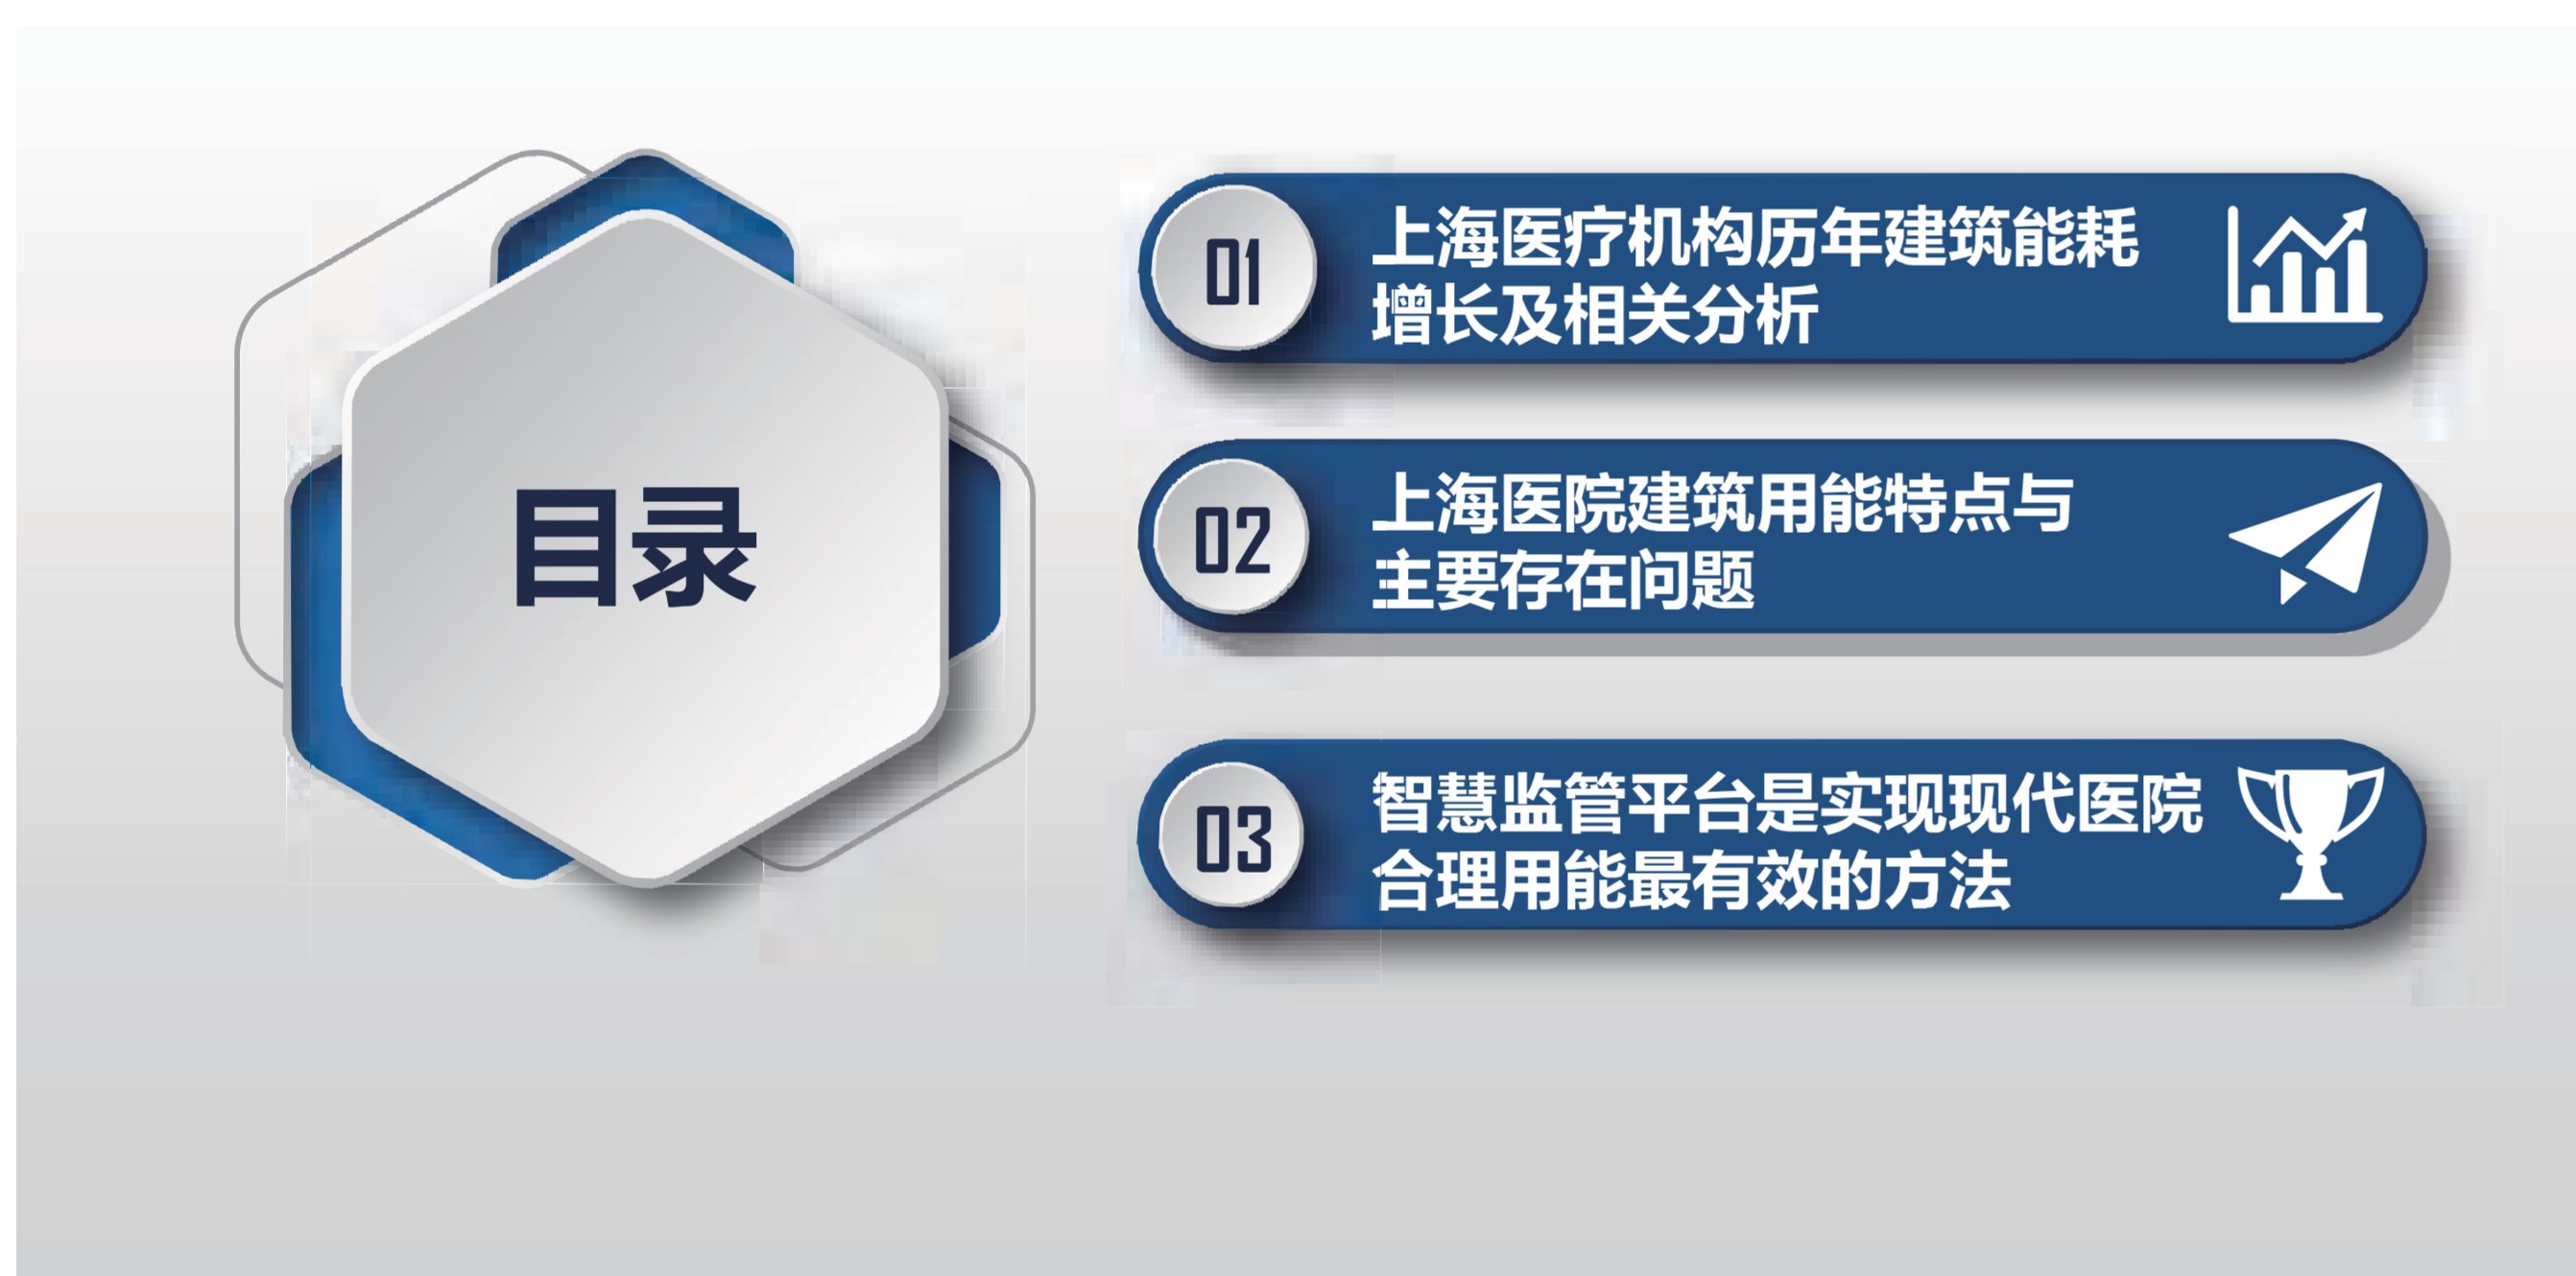 目录
01
上海医疗机构历年建筑能耗
增长及相关分析
02
上海医院建筑用能特点与
主要存在问题
03
智慧监管平台是实现现代医院
合理用能最有效的方法